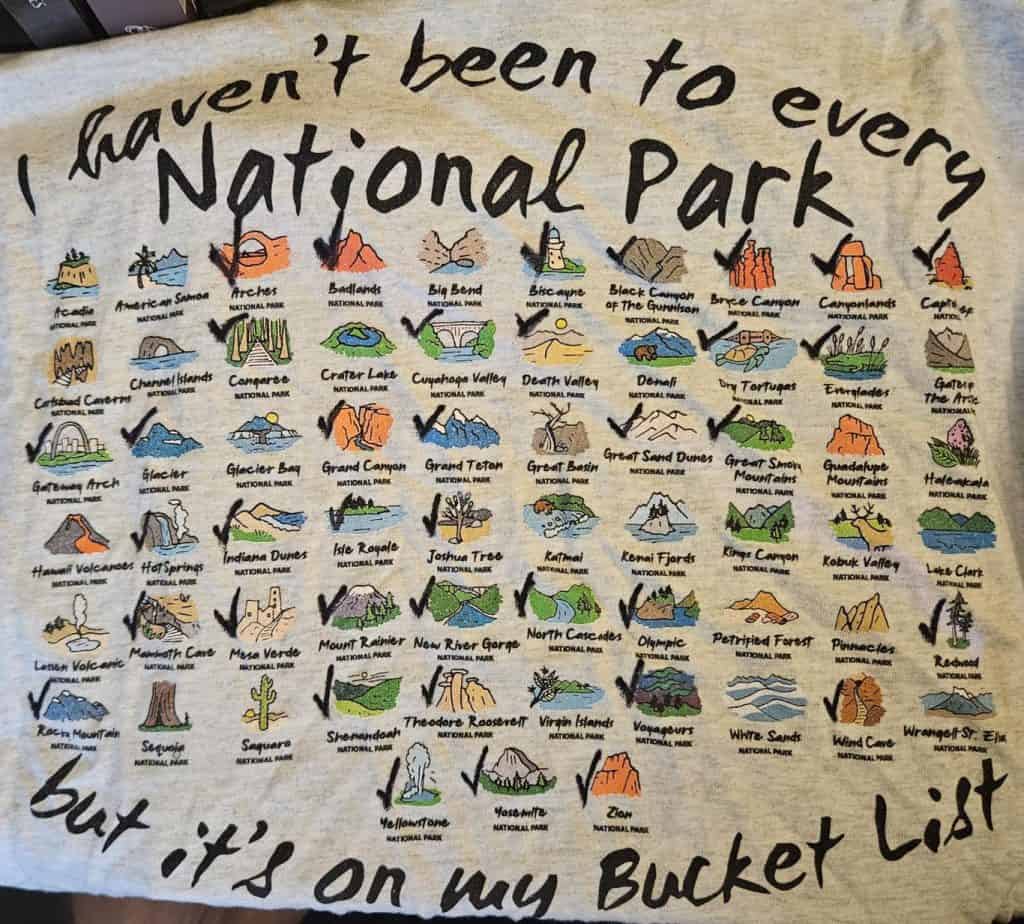 I haven't been to every
National Park
Acadia
NATIONAL PARK
American Samoa
NATIONAL PARK
Arches
NATIONAL PARK
Badlands
NATIONAL PARK
Big Bend
NATIONAL PARK
Biscayne
NATIONAL PARK
Black Canyon
of The Gunnison
NATIONAL PARK
Bryce Canyon
NATIONAL PARK
Canyonlands
NATIONAL PARK
Carlsbad Caverns
NATIONAL PARK
Channel Islands
NATIONAL PARK
Congaree
NATIONAL PARK
Crater Lake
NATIONAL PARK
Cuyahoga Valley
NATIONAL PARK
Death Valley
NATIONAL PARK
Denali
NATIONAL PARK
Dry Tortugas
NATIONAL PARK
Everglades
NATIONAL PARK
The
NATIONAL
Gateway Arch
NATIONAL PARK
Glacier
NATIONAL PARK
Glacier Bay
NATIONAL PARK
Grand Canyon
NATIONAL PARK
Grand Teton
NATIONAL PARK
Great Basin
NATIONAL PARK
Great Sand Dunes
NATIONAL PARK
Great Smoky
Mountains
NATIONAL PARK
Guadalupe
Mountains
NATIONAL PARK
Haleakala
NATIONAL PARK
Hawaii Volcanoes
NATIONAL PARK
Hot Springs
NATIONAL PARK
Indiana Dunes
NATIONAL PARK
Isle Royale
NATIONAL PARK
Joshua Tree
NATIONAL PARK
Katmai
NATIONAL PARK
Kenai Fjords
NATIONAL PARK
Kings Canyon
NATIONAL PARK
Kobuk Valley
NATIONAL PARK
Lake Clark
NATIONAL PARK
Lassen Volcanic
NATIONAL PARK
Mammoth Cave
NATIONAL PARK
Mesa Verde
NATIONAL PARK
Mount Rainier
NATIONAL PARK
New River Gorge
NATIONAL PARK
North Cascades
NATIONAL PARK
Olympic
NATIONAL PARK
Petrified Forest
NATIONAL PARK
Pinnacles
NATIONAL PARK
Redwood
NATIONAL PARK
Rocky Mountain
NATIONAL PARK
Sequoia
NATIONAL PARK
Saguaro
NATIONAL PARK
Shenandoah
NATIONAL PARK
Theodore Roosevelt
NATIONAL PARK
Virgin Islands
NATIONAL PARK
Voyageurs
NATIONAL PARK
White Sands
NATIONAL PARK
Wind Cave
NATIONAL PARK
Wrangell-St. Elias
NATIONAL PARK
Yellowstone
NATIONAL PARK
Yosemite
NATIONAL PARK
Zion
NATIONAL PARK
but it's on my Bucket List